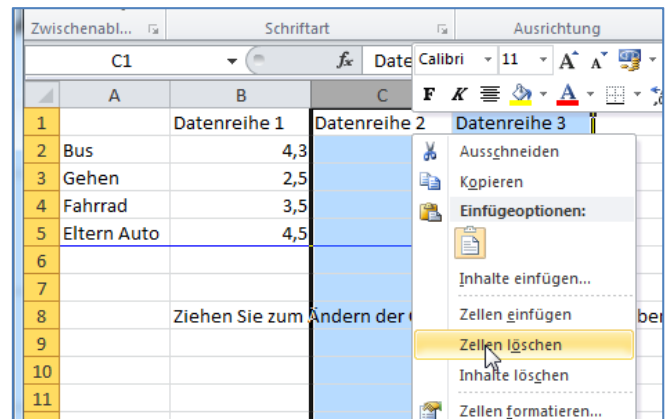 Zwischenabl... Schriftart Ausrichtung
C1 fx Date Calibri 11 A A
F K A
A B C
1 Datenreihe 1 Datenreihe 2 Datenreihe 3
2 Bus 4,3 Ausschneiden
3 Gehen 2,5 Kopieren
4 Fahrrad 3,5 Einfügeoptionen:
5 Eltern Auto 4,5
6
7 Inhalte einfügen...
8 Ziehen Sie zum Ändern der Zellen einfügen ber
9 Zellen löschen
10 Inhalte löschen
11 Zellen formatieren...